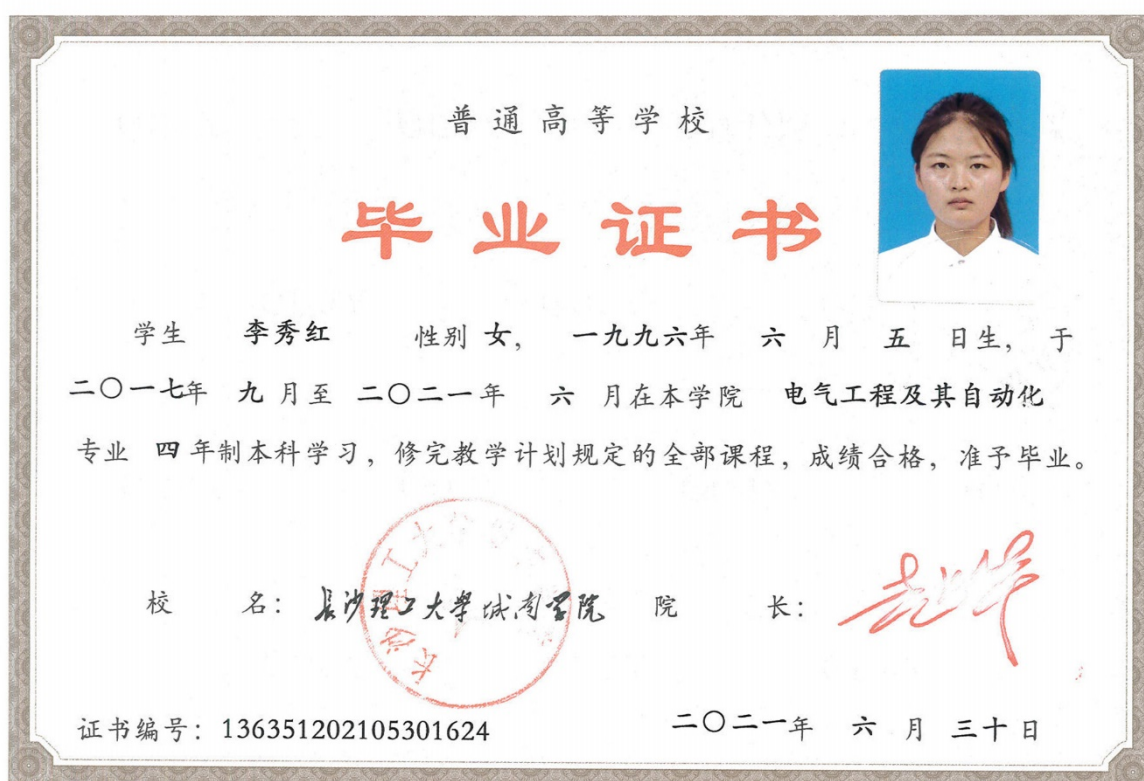 普通高等学校
毕业证书
学生 李秀红 性别 女， 一九九六年 六 月 五 日生，于
二〇一七年 九 月至 二〇二一年 六 月在本学院 电气工程及其自动化
专业 四 年制本科学习，修完教学计划规定的全部课程，成绩合格，准予毕业。
校 名：长沙理工大学城南学院 院 长：
证书编号：136351202105301624 二〇二一年 六 月 三十 日